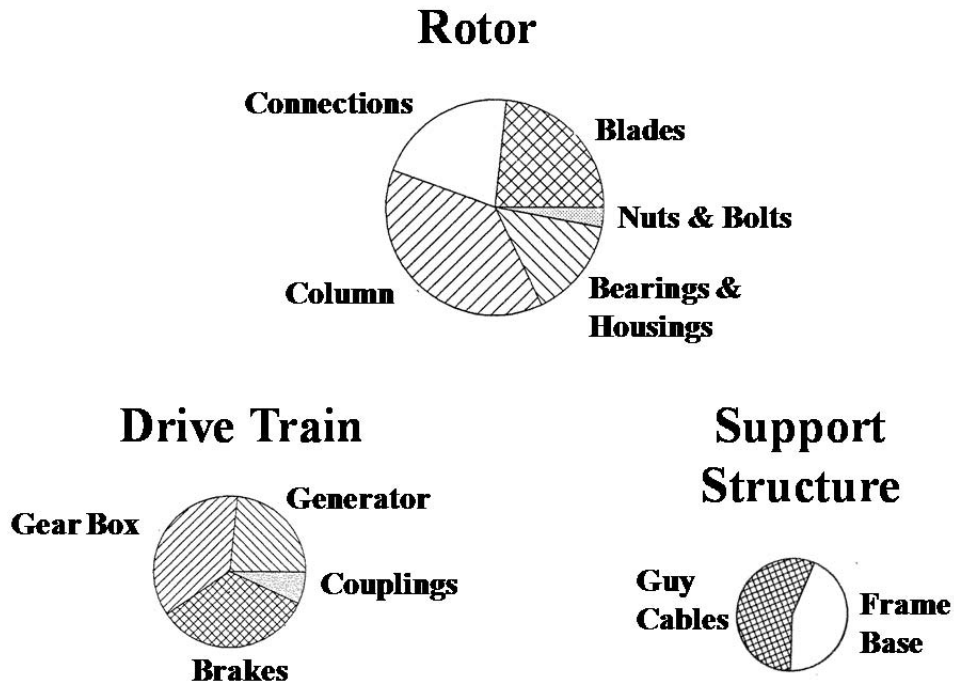 Rotor
Connections
Blades
Nuts & Bolts
Column
Bearings &
Housings
Drive Train
Generator
Gear Box
Couplings
Brakes
Support
Structure
Guy
Cables
Frame
Base